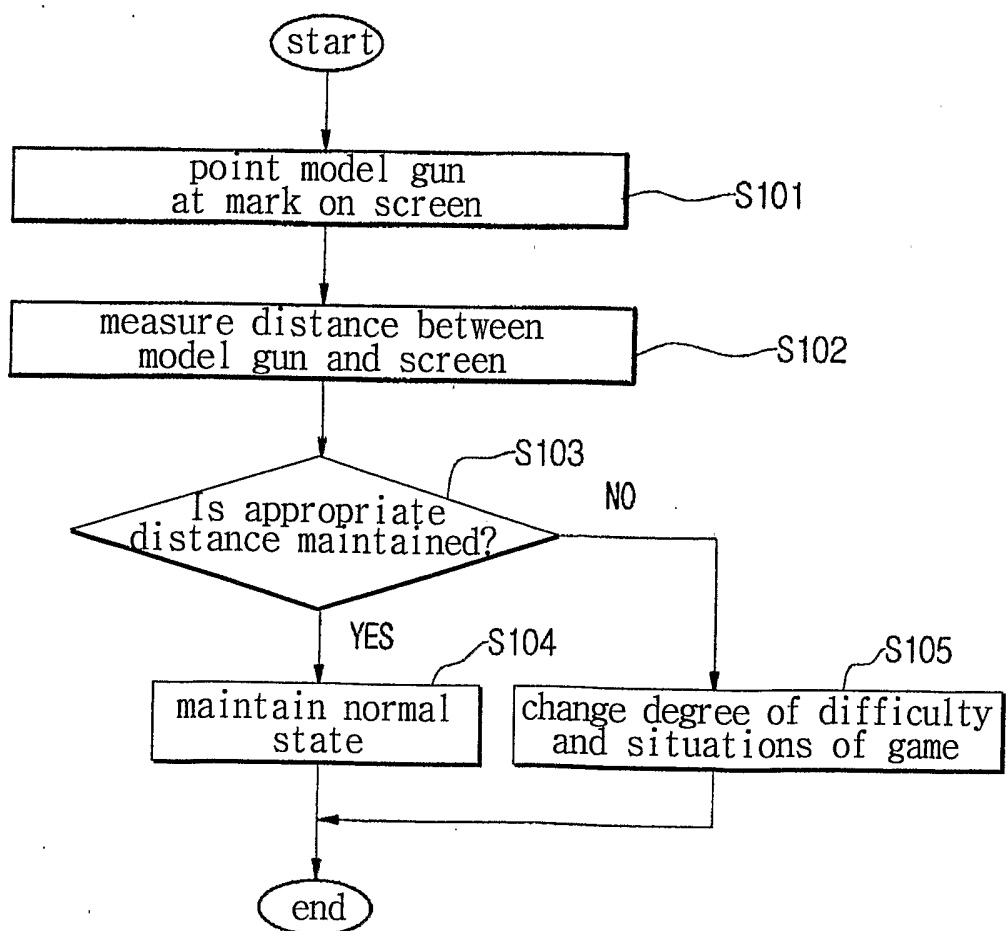 start
point model gun
at mark on screen
S101
measure distance between
model gun and screen
S102
S103
Is appropriate
distance maintained?
NO
YES
S104
maintain normal
state
S105
change degree of difficulty
and situations of game
end